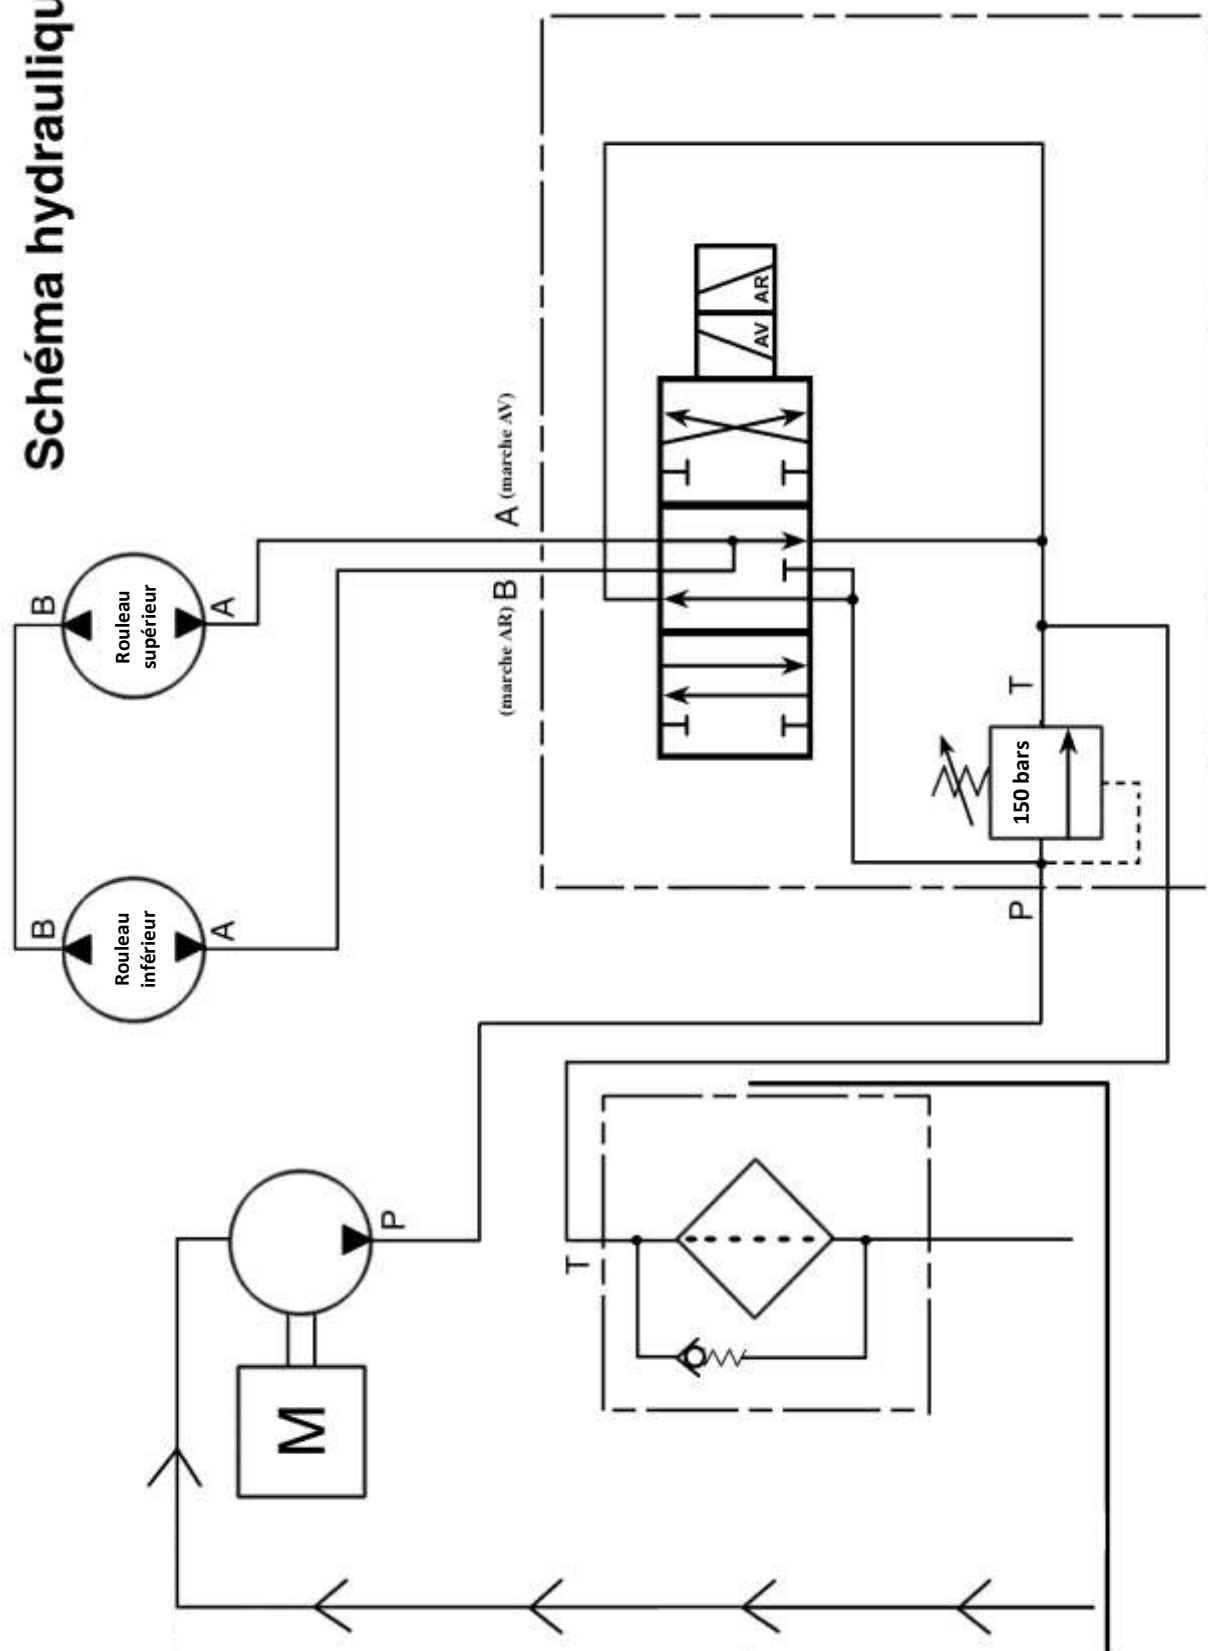 Schéma hydrauliqu
B
Rouleau
supérieur
A
B
Rouleau
inférieur
A
A (marche AV)
(marche AR) B
AV
AR
T
150 bars
P
P
M
T